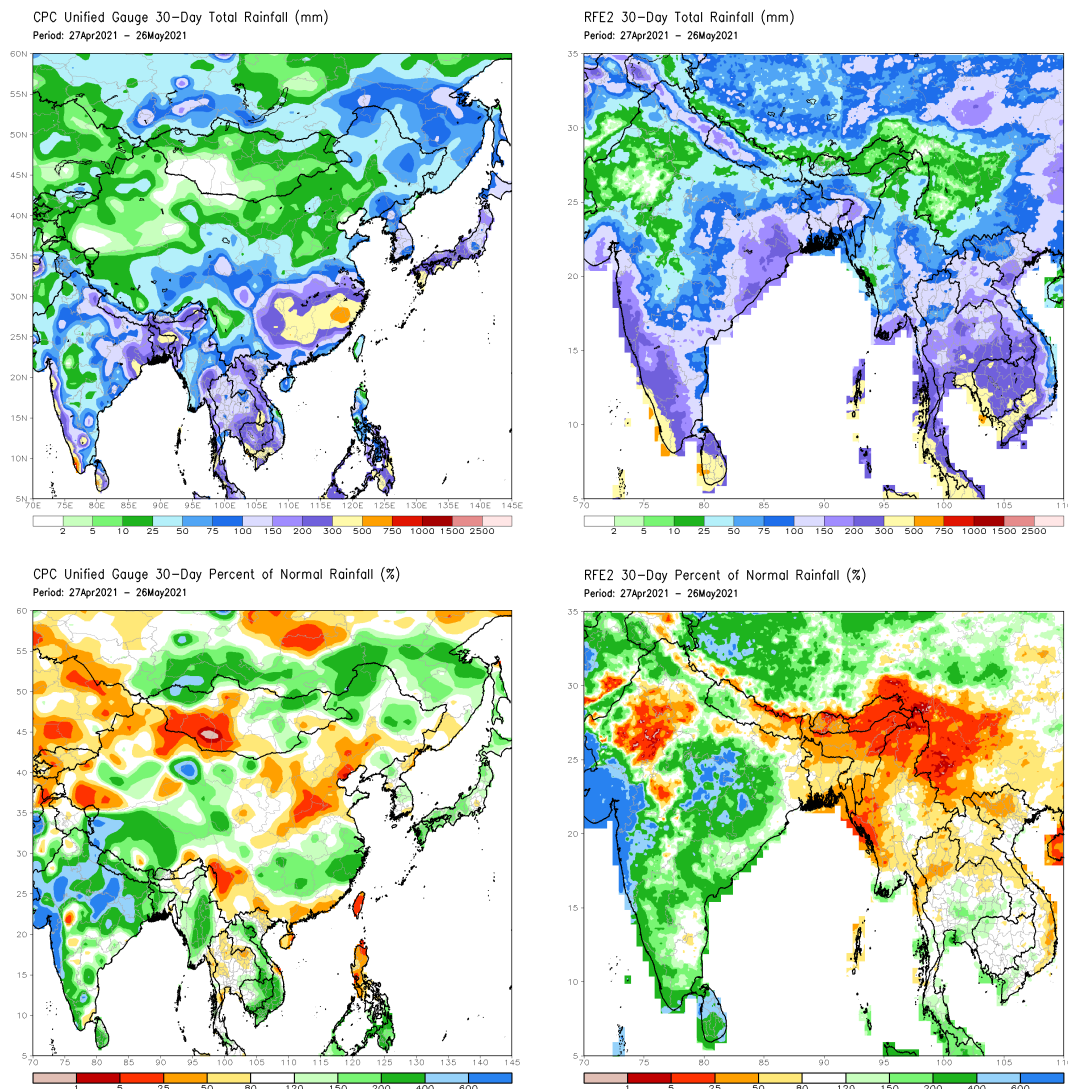 CPC Unified Gauge 30-Day Total Rainfall (mm)
Period: 27Apr2021 - 26May2021
60N
55N
50N
45N
40N
35N
30N
25N
20N
15N
10N
5N
70E 75E 80E 85E 90E 95E 100E 105E 110E 115E 120E 125E 130E 135E 140E 145E
2 5 10 25 50 75 100 150 200 300 500 750 1000 1500 2500
RFE2 30-Day Total Rainfall (mm)
Period: 27Apr2021 - 26May2021
35
30
25
20
15
10
5
70 75 80 85 90 95 100 105
2 5 10 25 50 75 100 150 200 300 500 750 1000 1500 2500
CPC Unified Gauge 30-Day Percent of Normal Rainfall (%)
Period: 27Apr2021 - 26May2021
60
55
50
45
40
35
30
25
20
15
10
5
70 75 80 85 90 95 100 105 110 115 120 125 130 135 140 145
1 5 25 50 80 120 150 200 400 600
RFE2 30-Day Percent of Normal Rainfall (%)
Period: 27Apr2021 - 26May2021
35
30
25
20
15
10
5
70 75 80 85 90 95 100 105
1 5 25 50 80 120 150 200 400 600